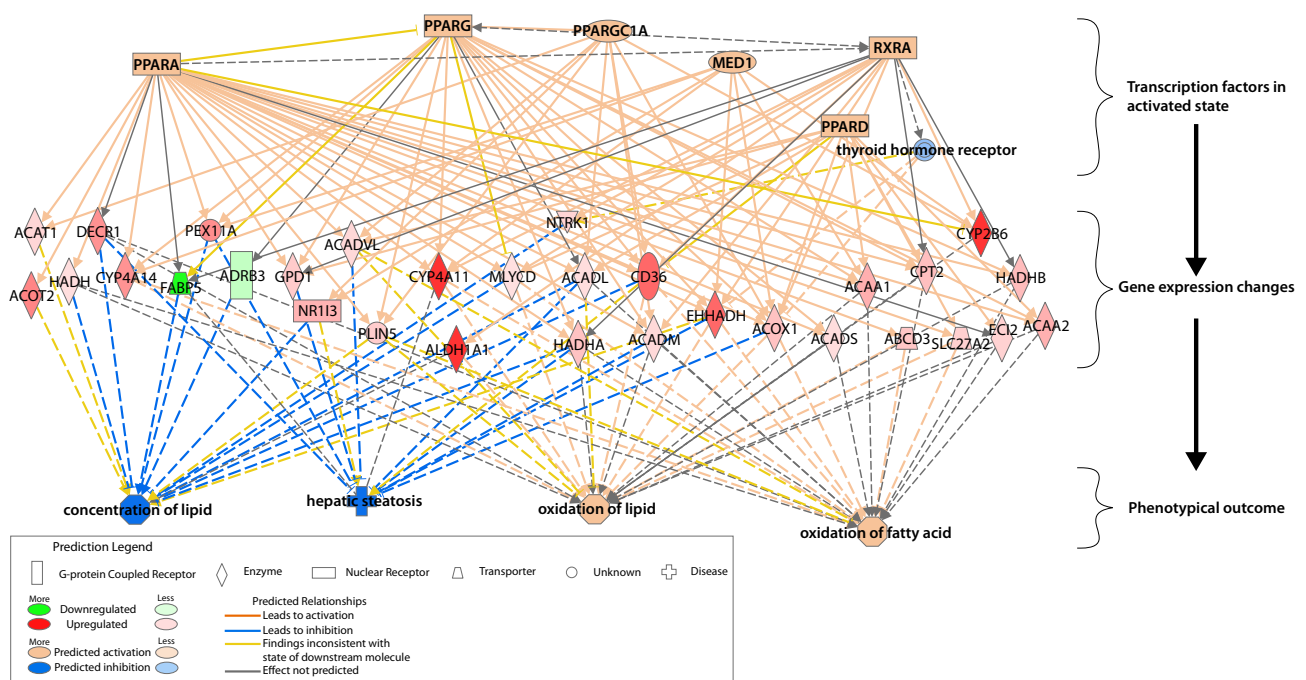 PPARG
PPARGC1A
RXRA
PPARA
MED1
PPARD
thyroid hormone receptor
Transcription factors in
activated state
ACAT1
DECR1
PEX11A
ACADVL
NTRK1
CYP2B6
HADH
CYP4A14
FABP5
ADRB3
GPD1
CYP4A11
MLYCD
ACADL
CD36
ACAA1
CPT2
HADHB
ACOT2
NR1I3
PLIN5
ALDH1A1
HADHA
ACADM
EHHADH
ACOX1
ACADS
ABCD3
SLC27A2
ECI2
ACAA2
Gene expression changes
concentration of lipid
hepatic steatosis
oxidation of lipid
oxidation of fatty acid
Phenotypical outcome
Prediction Legend
G-protein Coupled Receptor
Enzyme
Nuclear Receptor
Transporter
Unknown
Disease
More
Less
Downregulated
Upregulated
More
Less
Predicted activation
Predicted inhibition
Predicted Relationships
Leads to activation
Leads to inhibition
Findings inconsistent with
state of downstream molecule
Effect not predicted